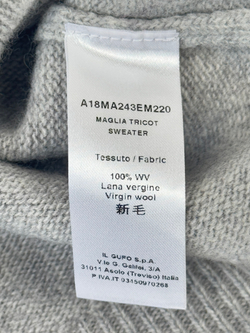 A18MA243EM220
MAGLIA TRICOT
SWEATER
Tessuto / Fabric
100% WV
Lana vergine
Virgin wool
新毛
IL GUFO S.p.A.
V.le G. Galilei, 3/A
31011 Asolo (Treviso) Italia
P.IVA.IT 03450970268